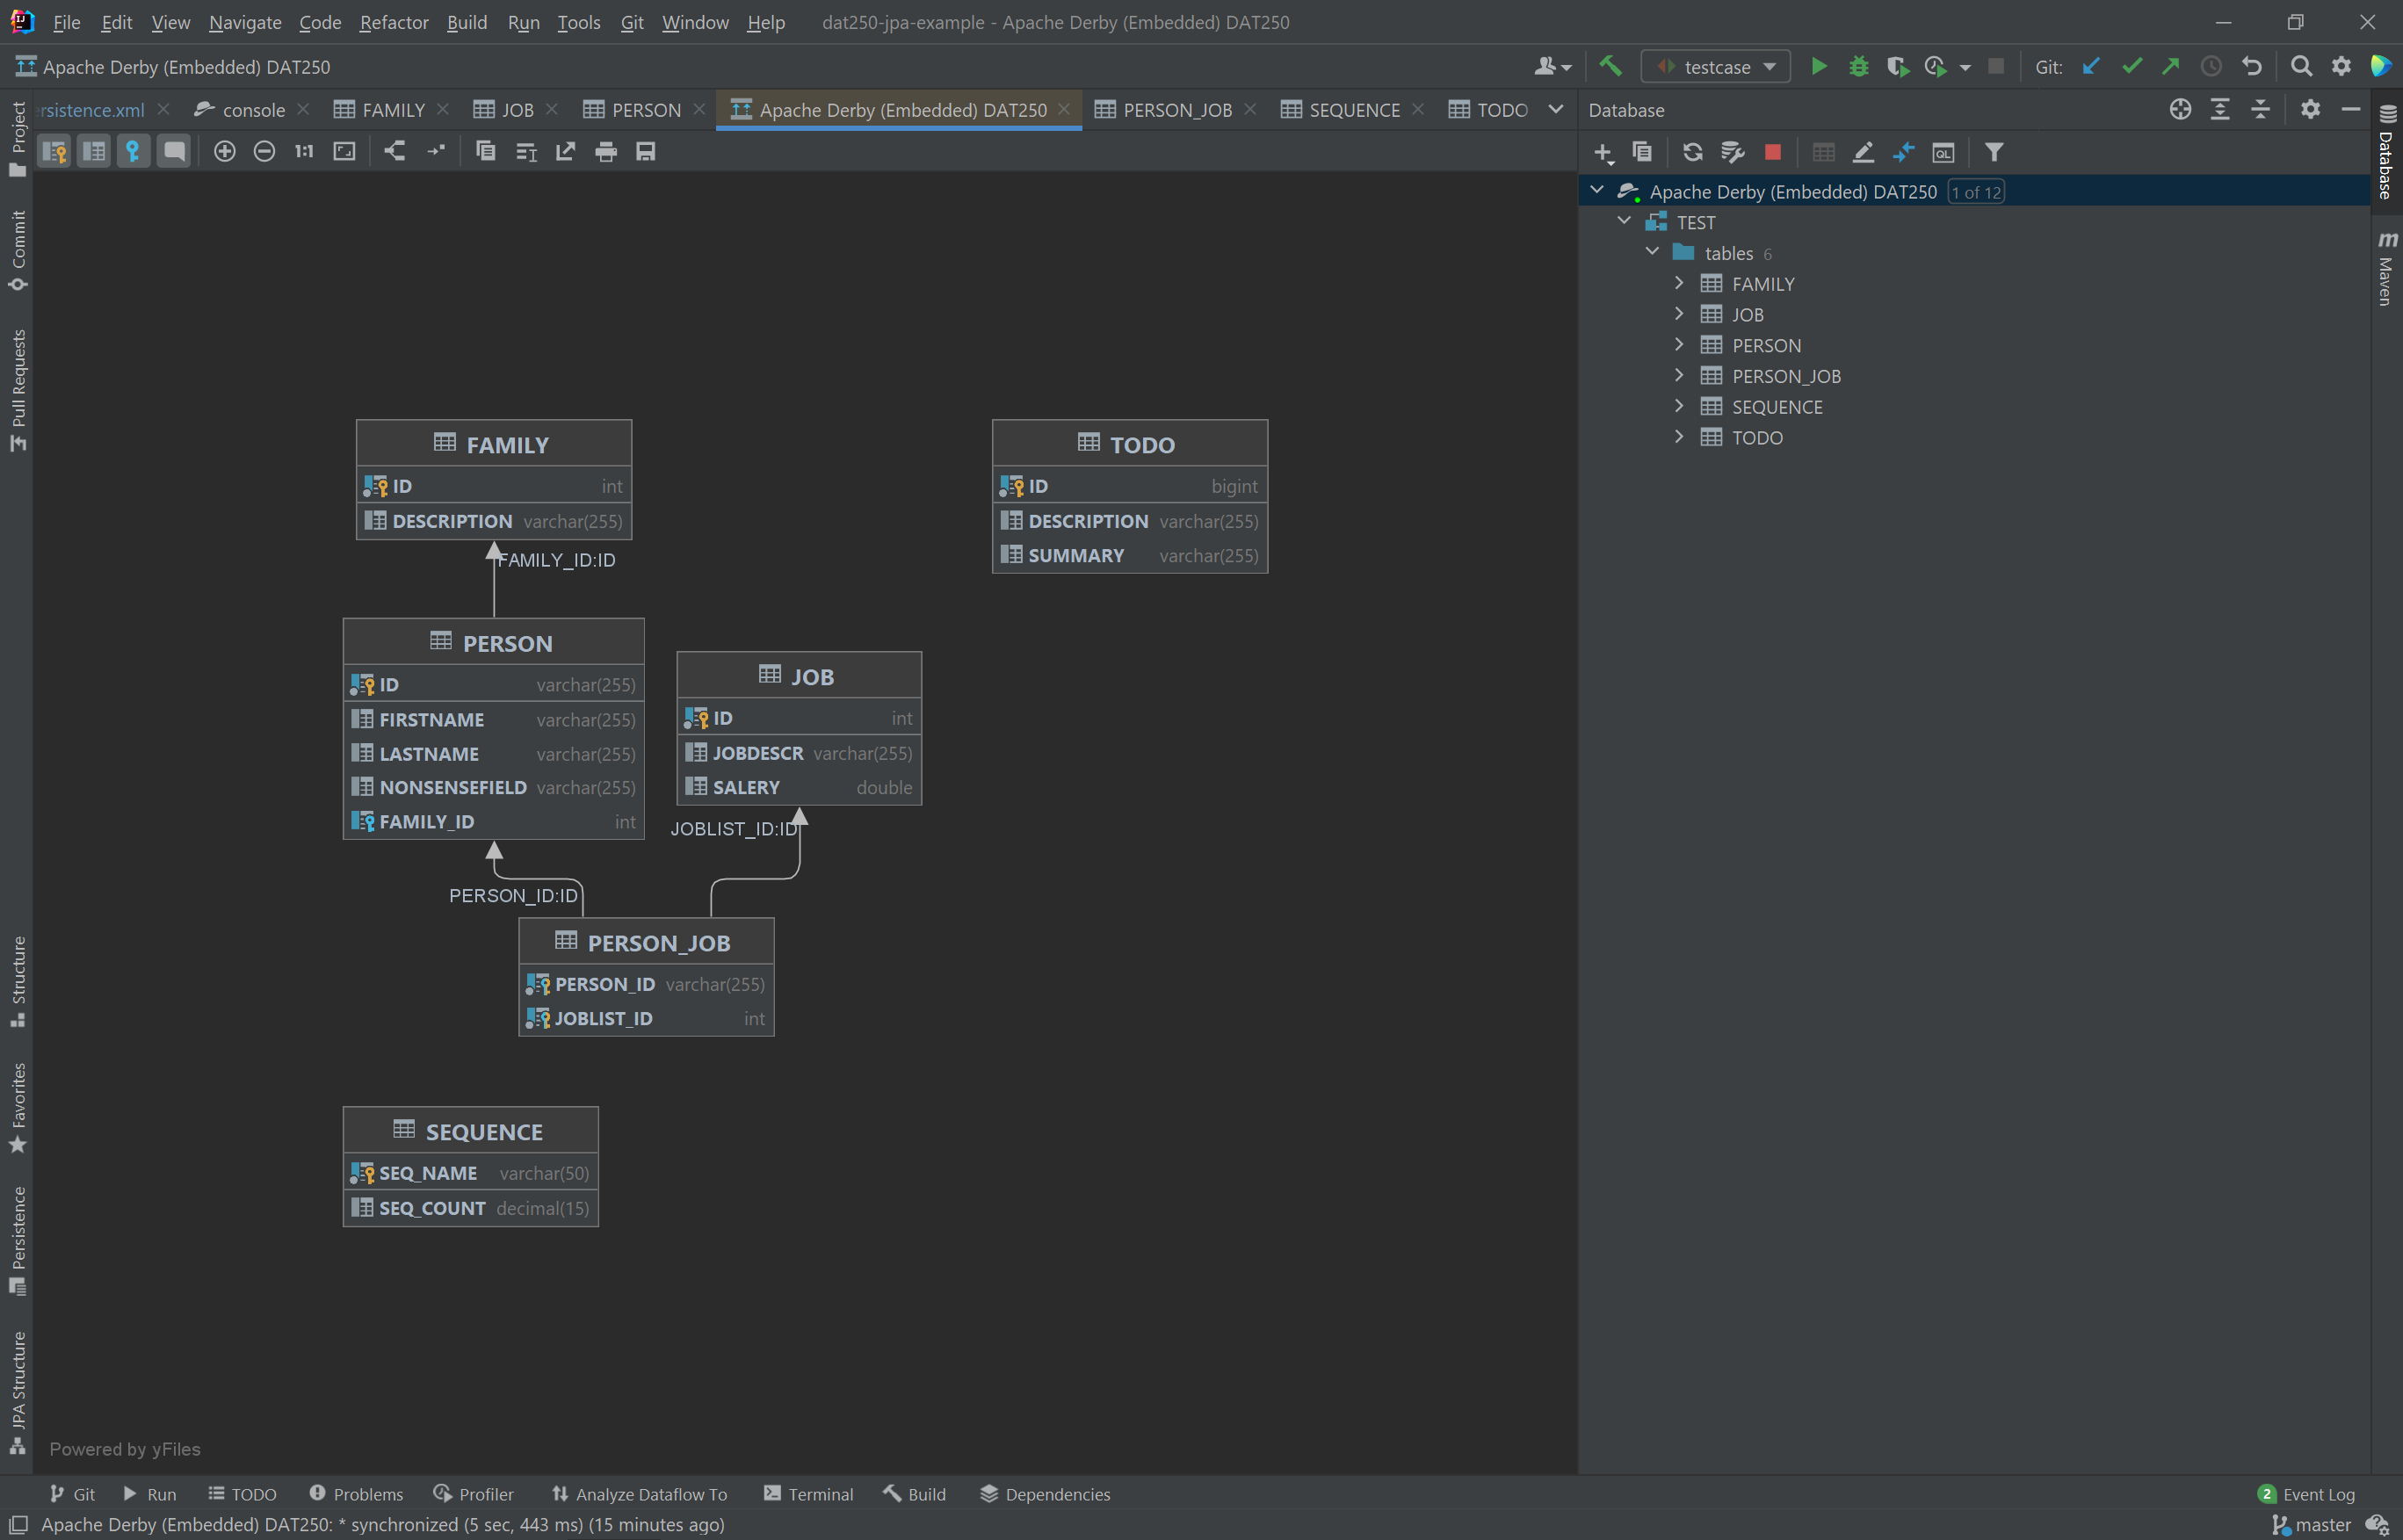 File Edit View Navigate Code Refactor Build Run Tools Git Window Help dat250-jpa-example - Apache Derby (Embedded) DAT250
Apache Derby (Embedded) DAT250
testcase
Git:
rsistence.xml console FAMILY JOB PERSON Apache Derby (Embedded) DAT250 PERSON_JOB SEQUENCE TODO
Database
1:1
QL
Apache Derby (Embedded) DAT250 1 of 12
TEST
tables 6
FAMILY
JOB
PERSON
PERSON_JOB
SEQUENCE
TODO
Project
Commit
Pull Requests
Structure
Favorites
Persistence
JPA Structure
Database
m Maven
FAMILY
ID int
DESCRIPTION varchar(255)
FAMILY_ID:ID
TODO
ID bigint
DESCRIPTION varchar(255)
SUMMARY varchar(255)
PERSON
ID varchar(255)
FIRSTNAME varchar(255)
LASTNAME varchar(255)
NONSENSEFIELD varchar(255)
FAMILY_ID int
JOB
ID int
JOBDESCR varchar(255)
SALERY double
JOBLIST_ID:ID
PERSON_ID:ID
PERSON_JOB
PERSON_ID varchar(255)
JOBLIST_ID int
SEQUENCE
SEQ_NAME varchar(50)
SEQ_COUNT decimal(15)
Powered by yFiles
Git Run TODO Problems Profiler Analyze Dataflow To Terminal Build Dependencies 2 Event Log
Apache Derby (Embedded) DAT250: * synchronized (5 sec, 443 ms) (15 minutes ago) master